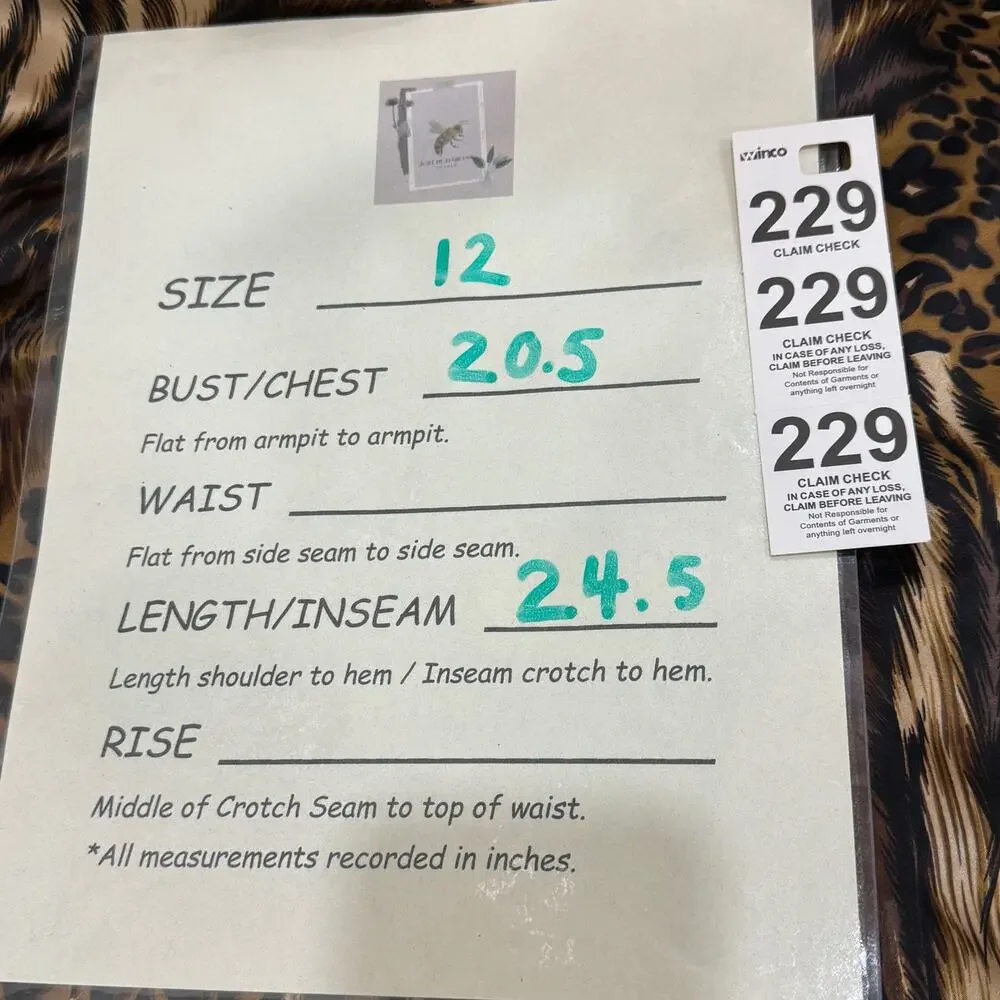 SIZE 12
BUST/CHEST 20.5
Flat from armpit to armpit.
WAIST
Flat from side seam to side seam.
LENGTH/INSEAM 24.5
Length shoulder to hem / Inseam crotch to hem.
RISE
Middle of Crotch Seam to top of waist.
*All measurements recorded in inches.
winco
229
CLAIM CHECK
229
CLAIM CHECK
IN CASE OF ANY LOSS,
CLAIM BEFORE LEAVING
Not Responsible for
Contents of Garments or
anything left overnight
229
CLAIM CHECK
IN CASE OF ANY LOSS,
CLAIM BEFORE LEAVING
Not Responsible for
Contents of Garments or
anything left overnight